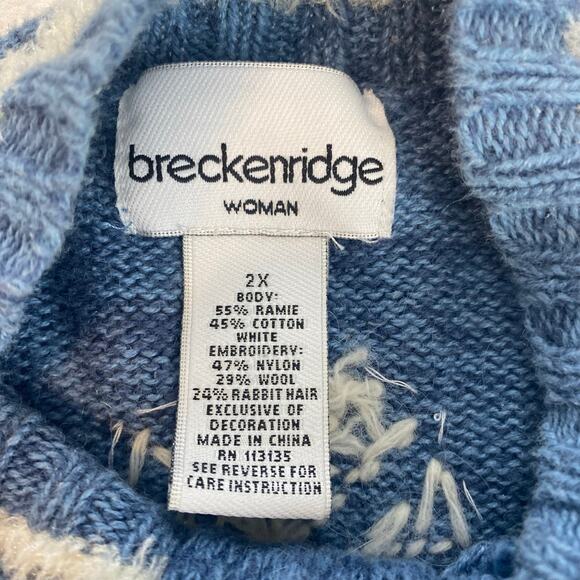 breckenridge
WOMAN
2X
BODY:
55% RAMIE
45% COTTON
WHITE
EMBROIDERY:
47% NYLON
29% WOOL
24% RABBIT HAIR
EXCLUSIVE OF
DECORATION
MADE IN CHINA
RN 113135
SEE REVERSE FOR
CARE INSTRUCTION